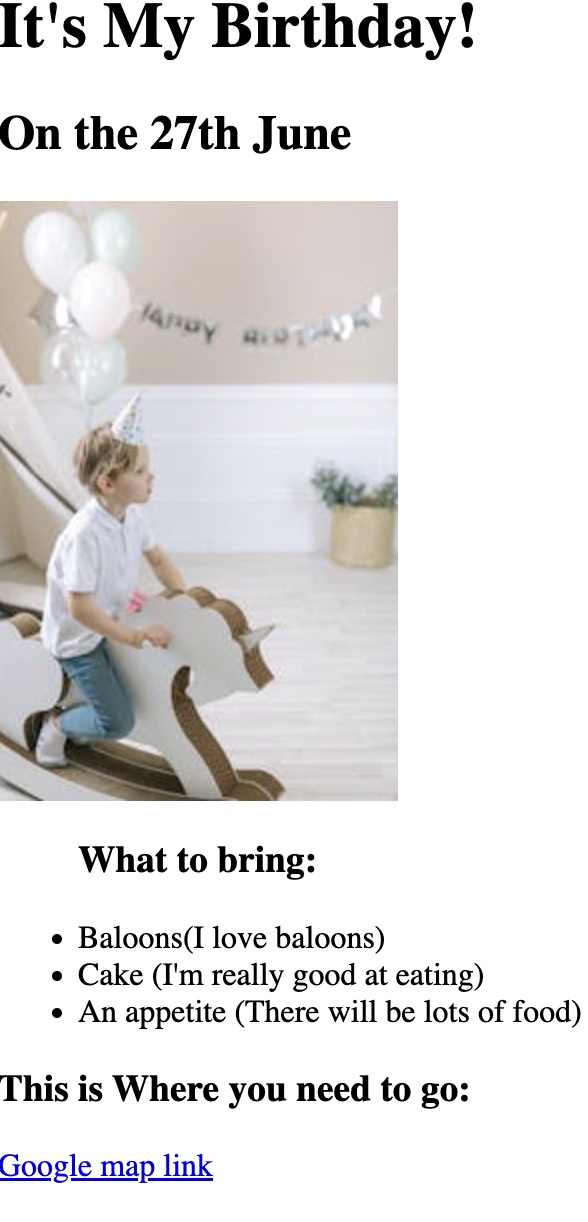 It's My Birthday!
On the 27th June
HAPPY BIRTHDAY
What to bring:
Baloons(I love baloons)
Cake (I'm really good at eating)
An appetite (There will be lots of food)
This is Where you need to go:
Google map link